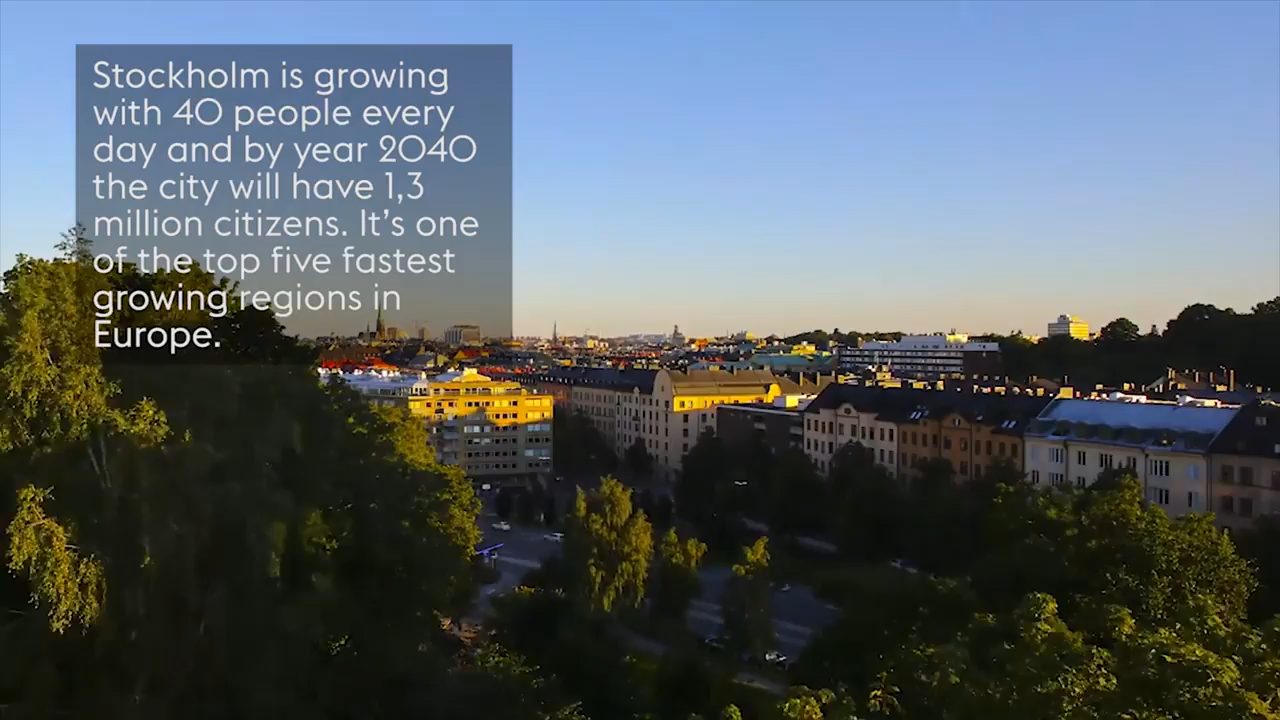 Stockholm is growing
with 40 people every
day and by year 2040
the city will have 1,3
million citizens. It's one
of the top five fastest
growing regions in
Europe.